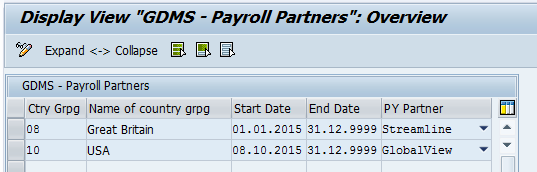 Display View "GDMS - Payroll Partners": Overview
Expand <-> Collapse
GDMS - Payroll Partners
Ctry Grpg Name of country grpg Start Date End Date PY Partner
08 Great Britain 01.01.2015 31.12.9999 Streamline
10 USA 08.10.2015 31.12.9999 GlobalView